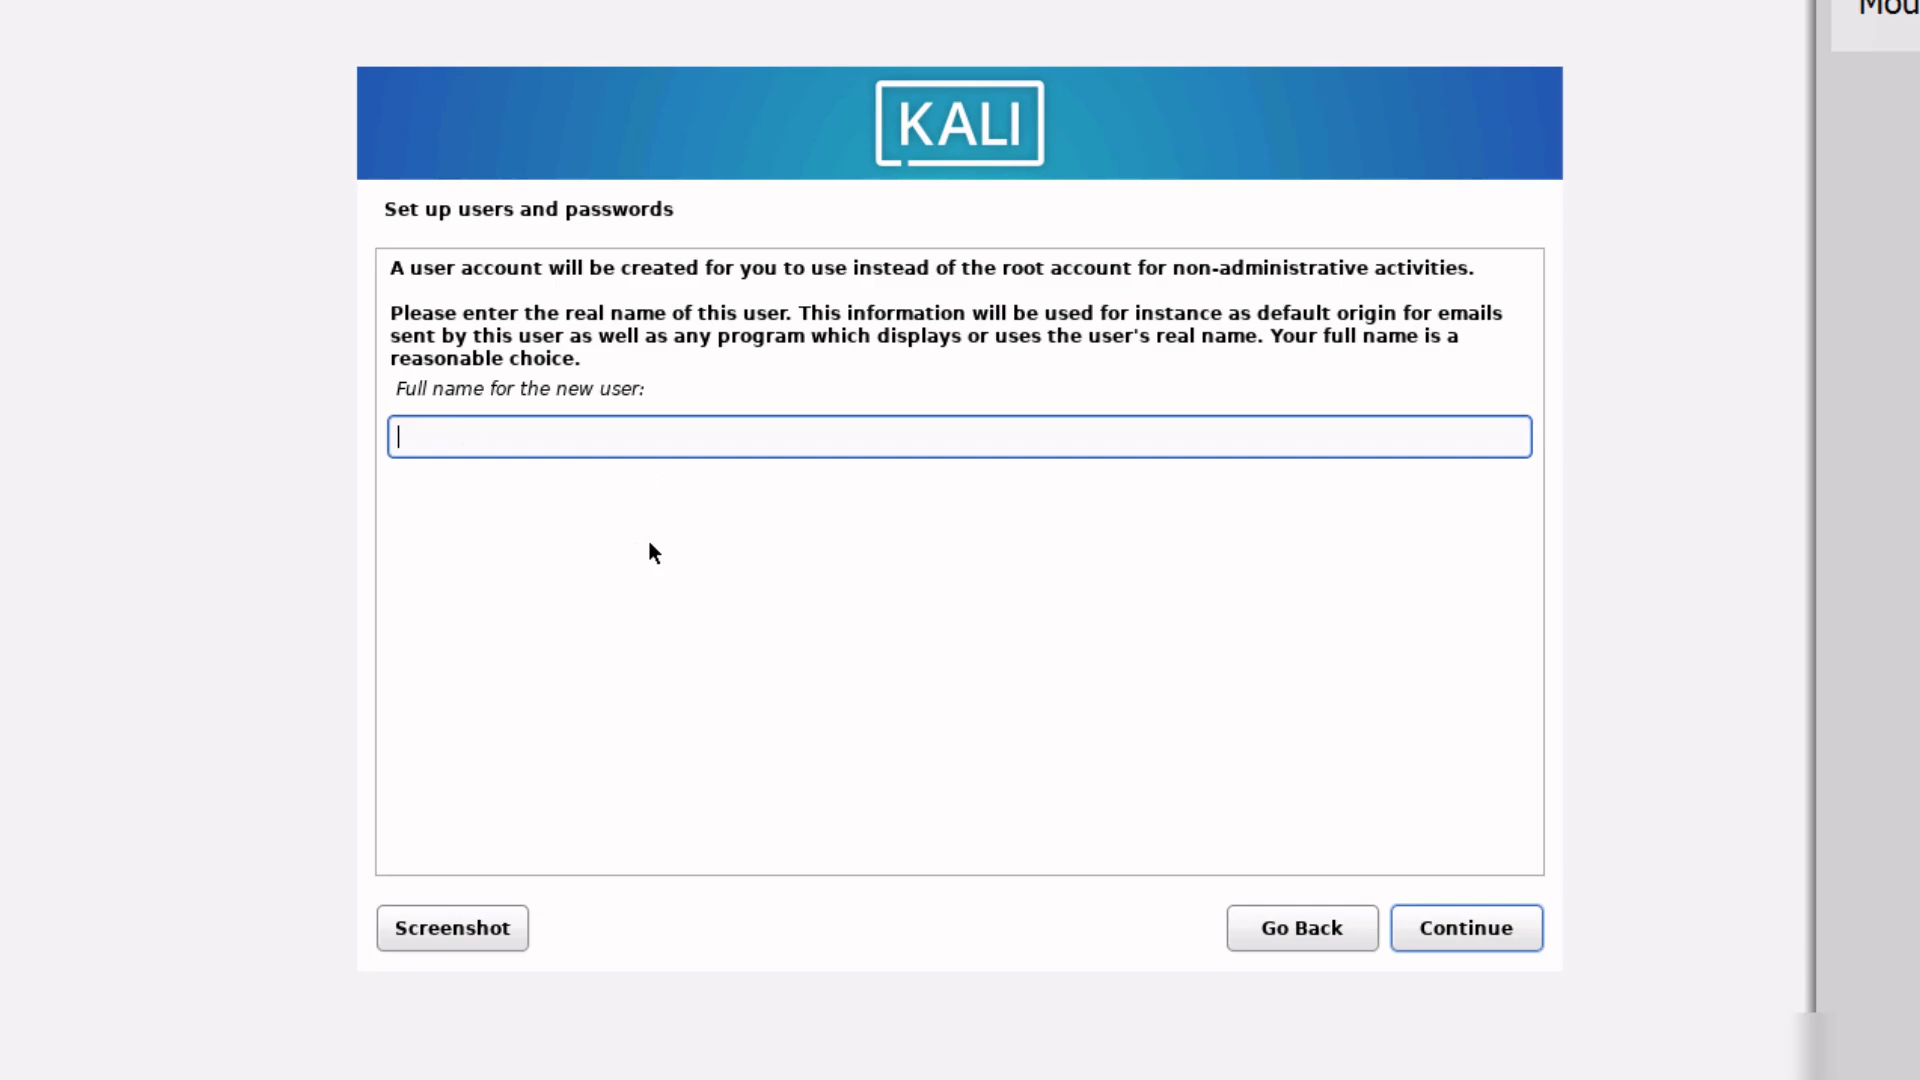 Mou
KALI
Set up users and passwords
A user account will be created for you to use instead of the root account for non-administrative activities.
Please enter the real name of this user. This information will be used for instance as default origin for emails
sent by this user as well as any program which displays or uses the user's real name. Your full name is a
reasonable choice.
Full name for the new user:
Screenshot
Go Back
Continue